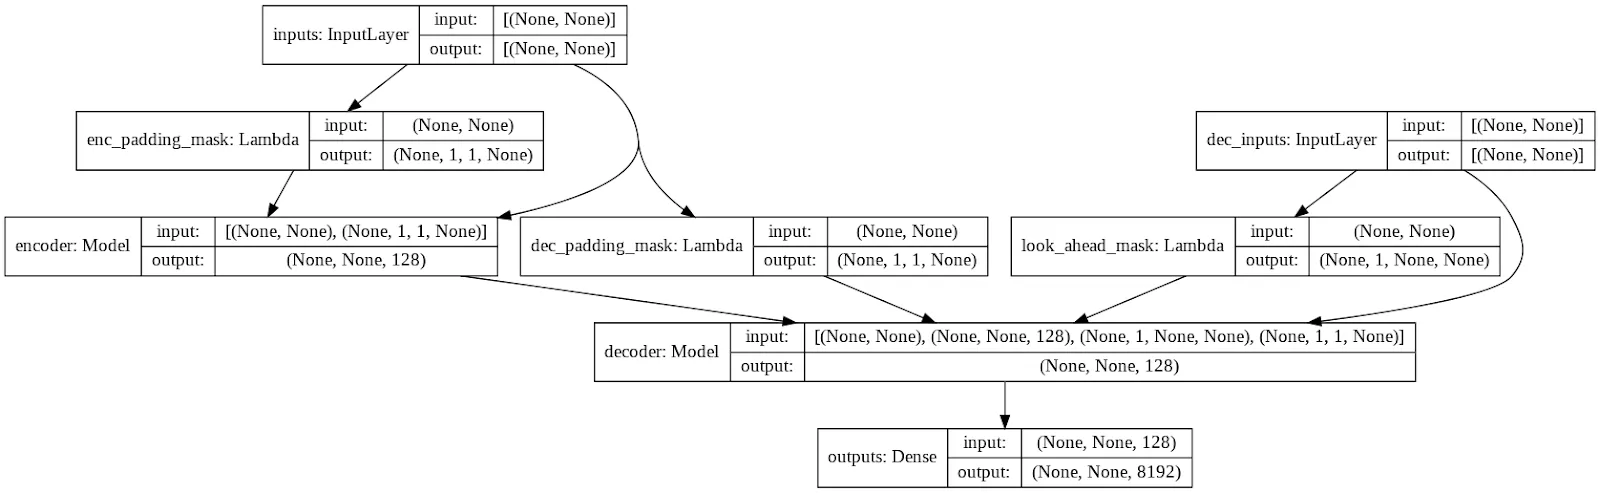 inputs: InputLayer
input: [(None, None)]
output: [(None, None)]
enc_padding_mask: Lambda
input: (None, None)
output: (None, 1, 1, None)
dec_inputs: InputLayer
input: [(None, None)]
output: [(None, None)]
encoder: Model
input: [(None, None), (None, 1, 1, None)]
output: (None, None, 128)
dec_padding_mask: Lambda
input: (None, None)
output: (None, 1, 1, None)
look_ahead_mask: Lambda
input: (None, None)
output: (None, 1, None, None)
decoder: Model
input: [(None, None), (None, None, 128), (None, 1, None, None), (None, 1, 1, None)]
output: (None, None, 128)
outputs: Dense
input: (None, None, 128)
output: (None, None, 8192)